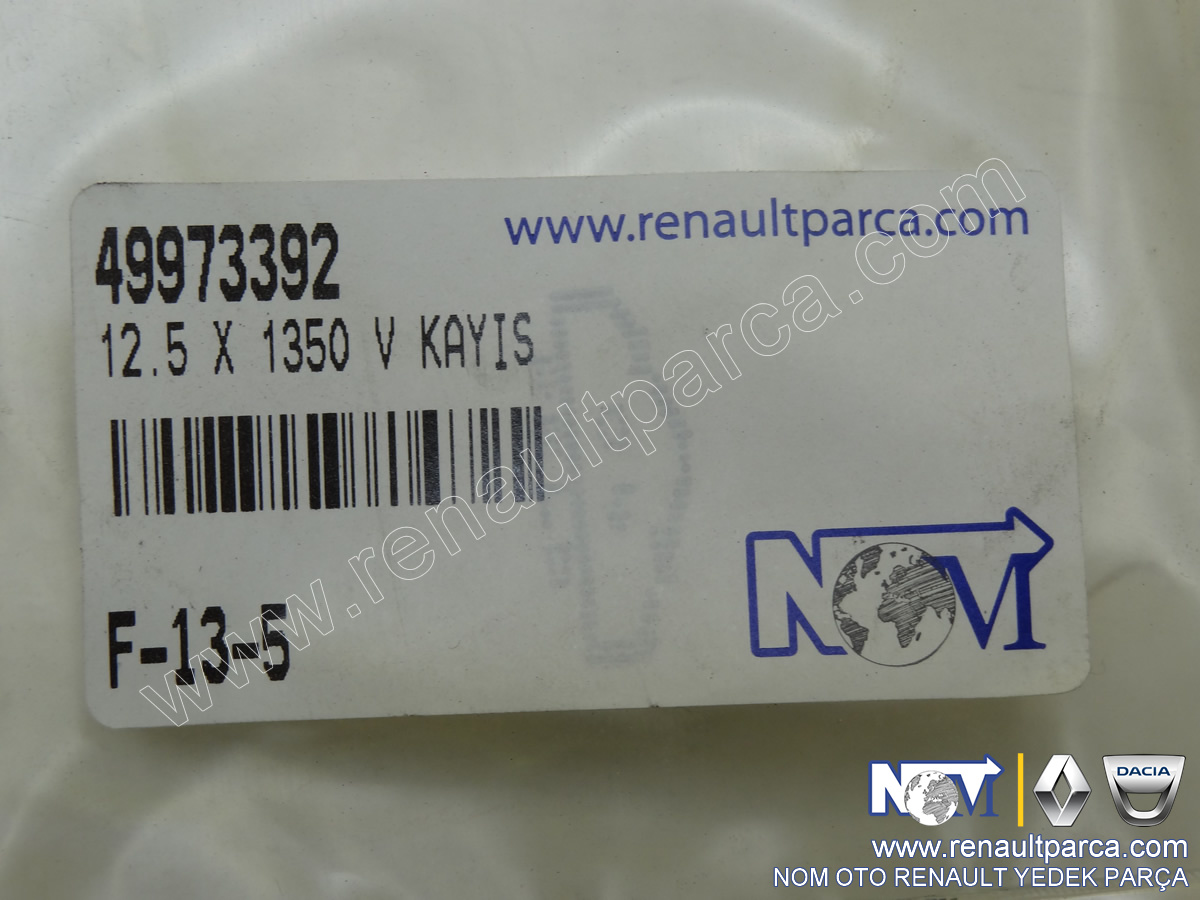 49973392
www.renaultparca.com
12.5 X 1350 V KAYIS
www.renaultparca.com
F-13-5
NOM
NOM
DACIA
www.renaultparca.com
NOM OTO RENAULT YEDEK PARÇA